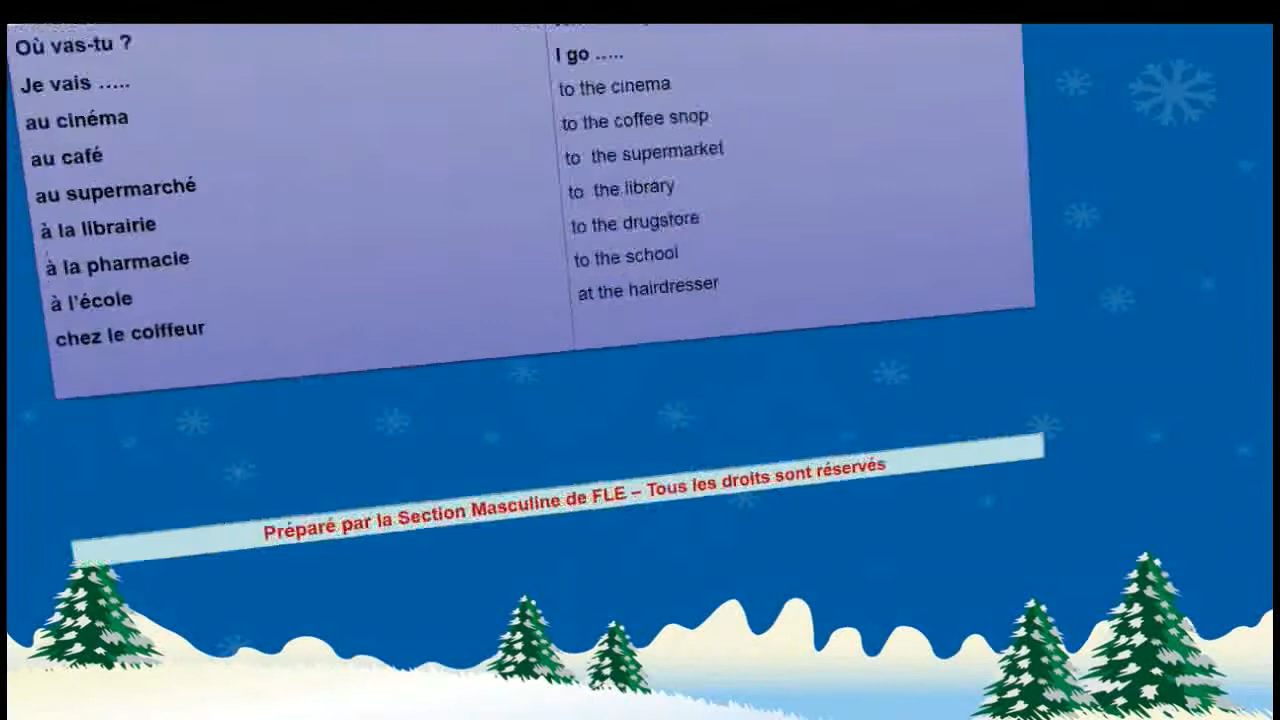 Où vas-tu ?
Je vais …..
au cinéma
au café
au supermarché
à la librairie
à la pharmacie
à l'école
chez le coiffeur
I go …..
to the cinema
to the coffee shop
to the supermarket
to the library
to the drugstore
to the school
at the hairdresser
Préparé par la Section Masculine de FLE – Tous les droits sont réservés